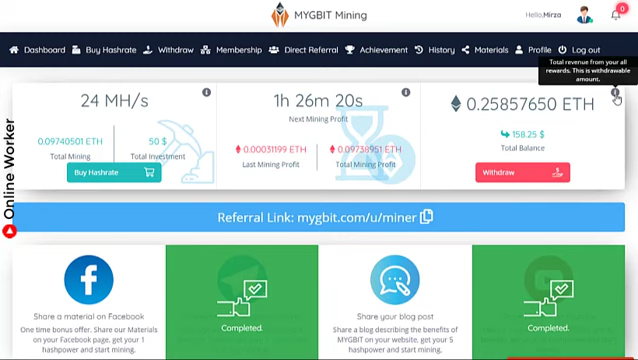 MYGBIT Mining
Hello, Mirza
0
Dashboard
Buy Hashrate
Withdraw
Membership
Direct Referral
Achievement
History
Materials
Profile
Log out
Total revenue from your all
rewards. This is withdrawable
amount.
24 MH/s
0.09740501 ETH
Total Mining
50 $
Total Investment
Buy Hashrate
1h 26m 20s
Next Mining Profit
0.00031199 ETH
Last Mining Profit
0.09738951 ETH
Total Mining Profit
0.25857650 ETH
158.25 $
Total Balance
Withdraw
Online Worker
Referral Link: mygbit.com/u/miner
Share a material on Facebook
One time bonus offer. Share our Materials
on your Facebook page, get your 1
hashpower and start mining.
Completed.
Share your blog post
Share a blog describing the benefits of
MYGBIT on your website, get your 5
hashpower and start mining.
Completed.